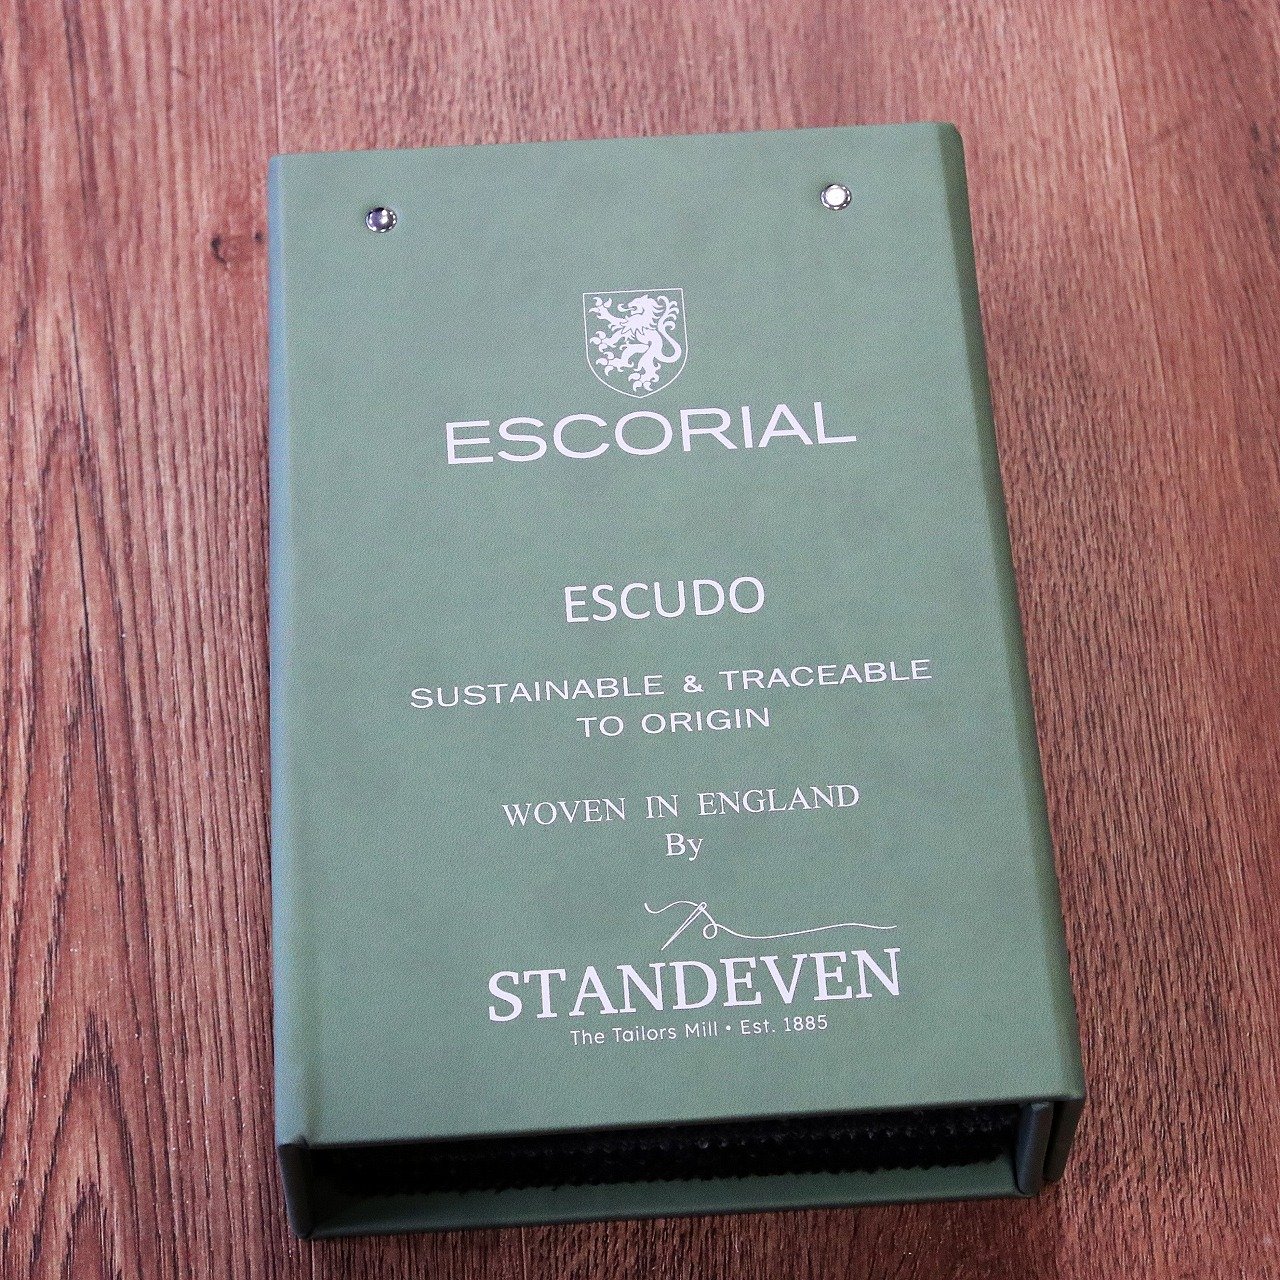 ESCORIAL
ESCUDO
SUSTAINABLE & TRACEABLE
TO ORIGIN
WOVEN IN ENGLAND
By
STANDEVEN
The Tailors Mill • Est. 1885